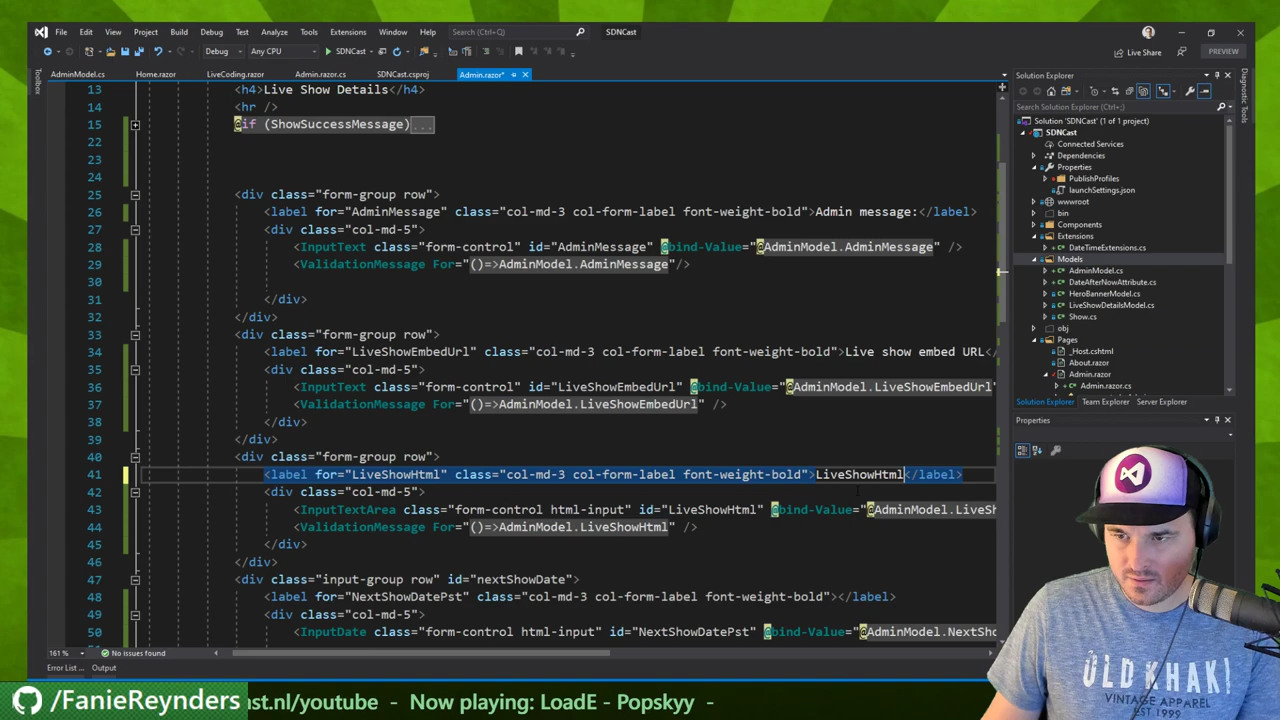 File Edit View Project Build Debug Test Analyze Tools Extensions Window Help Search (Ctrl+Q) SDNCast
Debug Any CPU SDNCast Live Share PREVIEW
AdminModel.cs Home.razor LiveCoding.razor Admin.razor.cs SDNCast.csproj Admin.razor*
Toolbox
Diagnostic Tools
13 <h4>Live Show Details</h4>
14 <hr />
15 @if (ShowSuccessMessage)...
22
23
24
25 <div class="form-group row">
26 <label for="AdminMessage" class="col-md-3 col-form-label font-weight-bold">Admin message:</label>
27 <div class="col-md-5">
28 <InputText class="form-control" id="AdminMessage" @bind-Value="@AdminModel.AdminMessage" />
29 <ValidationMessage For="()=>AdminModel.AdminMessage"/>
30
31 </div>
32 </div>
33 <div class="form-group row">
34 <label for="LiveShowEmbedUrl" class="col-md-3 col-form-label font-weight-bold">Live show embed URL<
35 <div class="col-md-5">
36 <InputText class="form-control" id="LiveShowEmbedUrl" @bind-Value="@AdminModel.LiveShowEmbedUrl"
37 <ValidationMessage For="()=>AdminModel.LiveShowEmbedUrl" />
38 </div>
39 </div>
40 <div class="form-group row">
41 <label for="LiveShowHtml" class="col-md-3 col-form-label font-weight-bold">LiveShowHtml</label>
42 <div class="col-md-5">
43 <InputTextArea class="form-control html-input" id="LiveShowHtml" @bind-Value="@AdminModel.LiveSh
44 <ValidationMessage For="()=>AdminModel.LiveShowHtml" />
45 </div>
46 </div>
47 <div class="input-group row" id="nextShowDate">
48 <label for="NextShowDatePst" class="col-md-3 col-form-label font-weight-bold"></label>
49 <div class="col-md-5">
50 <InputDate class="form-control html-input" id="NextShowDatePst" @bind-Value="@AdminModel.NextSho
161 % No issues found
Error List ... Output
Solution Explorer
Search Solution Explorer (Ctrl+;)
Solution 'SDNCast' (1 of 1 project)
SDNCast
Connected Services
Dependencies
Properties
PublishProfiles
launchSettings.json
wwwroot
bin
Components
Extensions
DateTimeExtensions.cs
Models
AdminModel.cs
DateAfterNowAttribute.cs
HeroBannerModel.cs
LiveShowDetailsModel.cs
Show.cs
obj
Pages
_Host.cshtml
About.razor
Admin.razor
Admin.razor.cs
Solution Explorer Team Explorer Server Explorer
Properties
OLD KHAKI
VINTAGE APPAREL
EST 1999
/FanieReynders ast.nl/youtube - Now playing: LoadE - Popskyy -